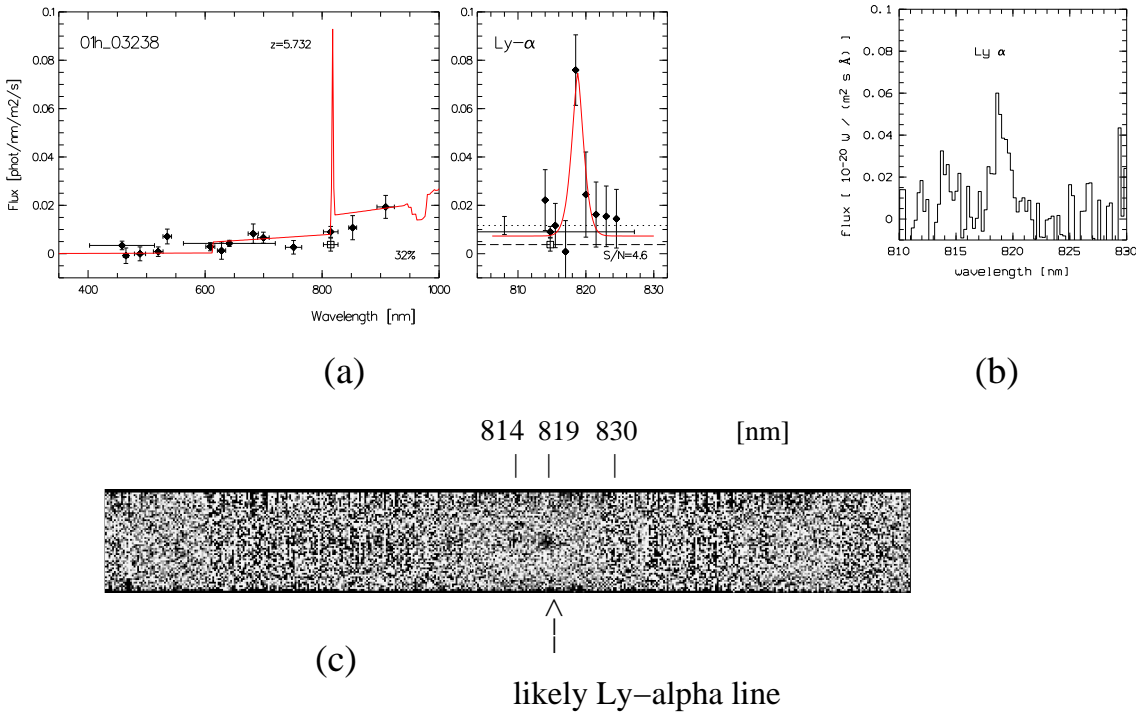 01h_03238
z=5.732
32%
Flux [phot/nm/m2/s]
0.1
0.08
0.06
0.04
0.02
0
400 600 800 1000
Wavelength [nm]
Ly-α
S/N=4.6
0.1
0.08
0.06
0.04
0.02
0
810 820 830
(a)
Ly α
flux [ 10⁻²⁰ W / (m² s Å) ]
0.1
0.08
0.06
0.04
0.02
0
810 815 820 825 830
wavelength [nm]
(b)
814 819 830 [nm]
(c)
likely Ly−alpha line